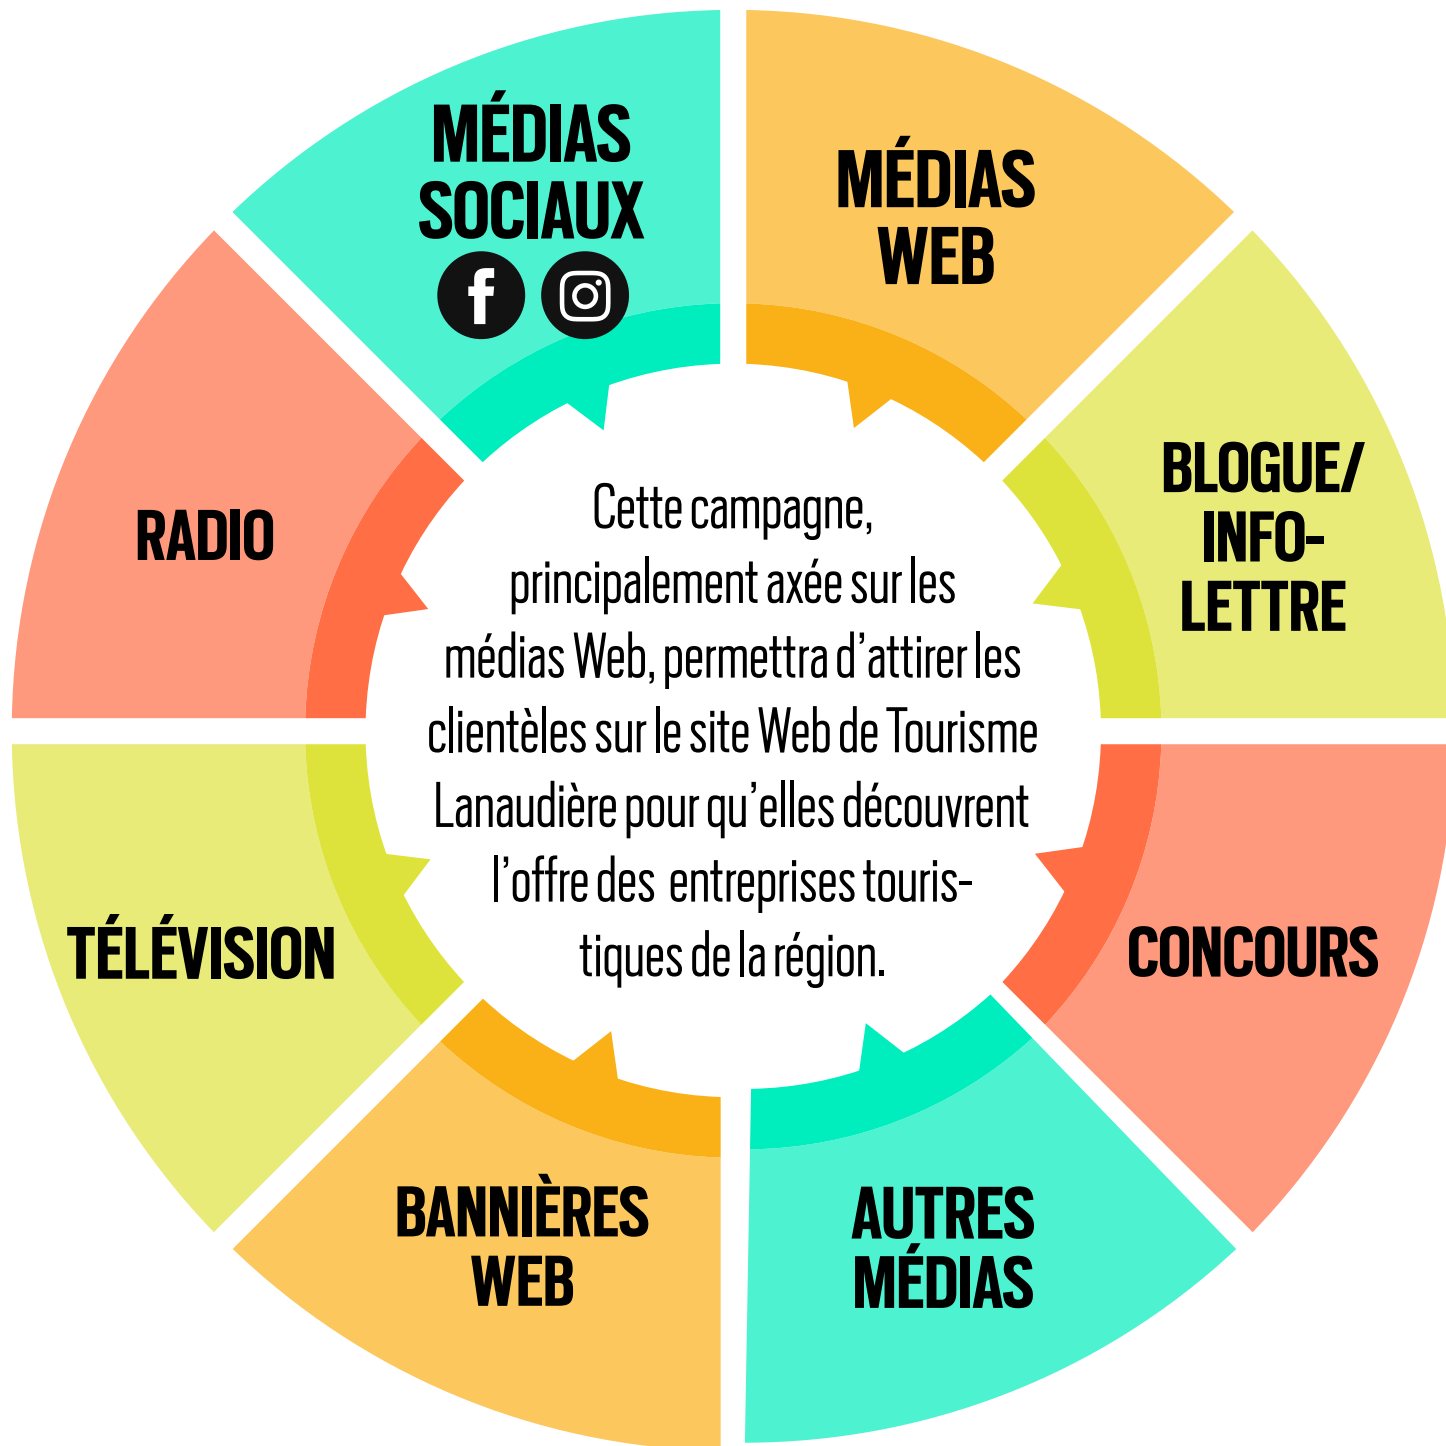 MÉDIAS
SOCIAUX
MÉDIAS
WEB
BLOGUE/
INFO-
LETTRE
RADIO
Cette campagne,
principalement axée sur les
médias Web, permettra d’attirer les
clientèles sur le site Web de Tourisme
Lanaudière pour qu’elles découvrent
l’offre des entreprises touris-
tiques de la région.
TÉLÉVISION
CONCOURS
BANNIÈRES
WEB
AUTRES
MÉDIAS